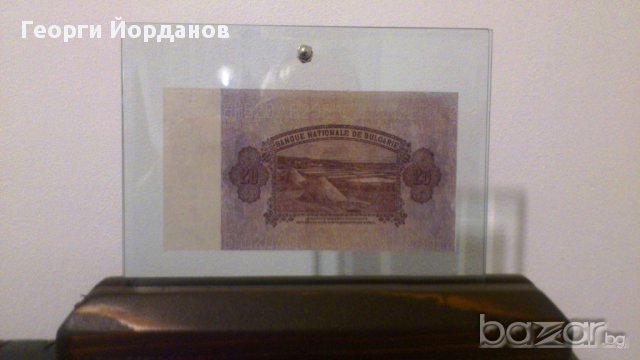 Георги Йорданов
BANQUE NATIONALE DE BULGARIE
20 20
bazar.bg